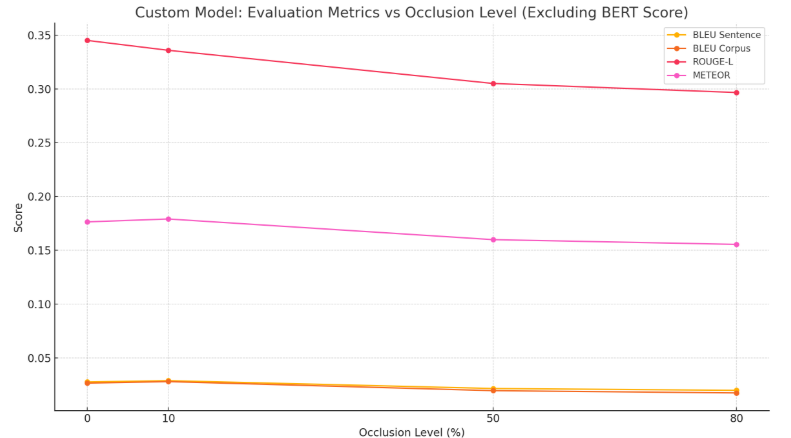 Custom Model: Evaluation Metrics vs Occlusion Level (Excluding BERT Score)
BLEU Sentence
BLEU Corpus
ROUGE-L
METEOR
0.35
0.30
0.25
0.20
0.15
0.10
0.05
Score
0 10 50 80
Occlusion Level (%)